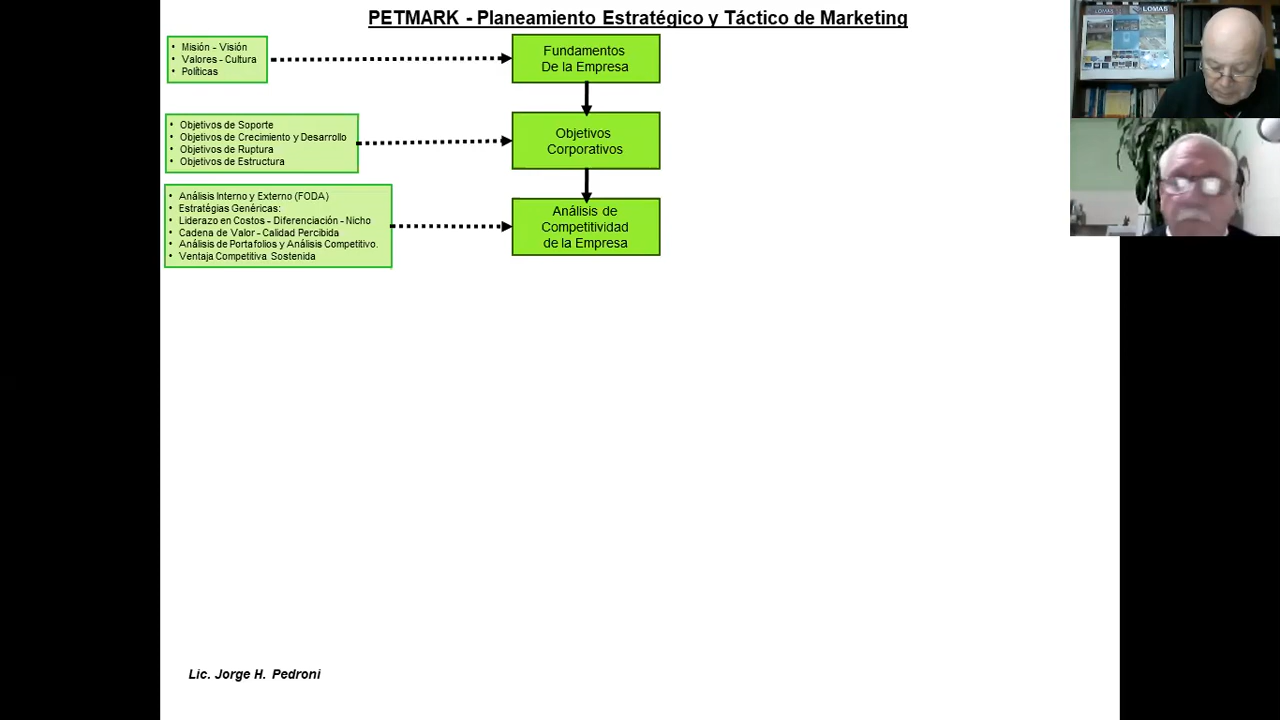 PETMARK - Planeamiento Estratégico y Táctico de Marketing
• Misión - Visión
• Valores - Cultura
• Políticas
Fundamentos
De la Empresa
• Objetivos de Soporte
• Objetivos de Crecimiento y Desarrollo
• Objetivos de Ruptura
• Objetivos de Estructura
Objetivos
Corporativos
• Análisis Interno y Externo (FODA)
• Estratégias Genéricas:
• Liderazo en Costos - Diferenciación - Nicho
• Cadena de Valor - Calidad Percibida
• Análisis de Portafolios y Análisis Competitivo.
• Ventaja Competitiva Sostenida
Análisis de
Competitividad
de la Empresa
Lic. Jorge H. Pedroni
LOMAS